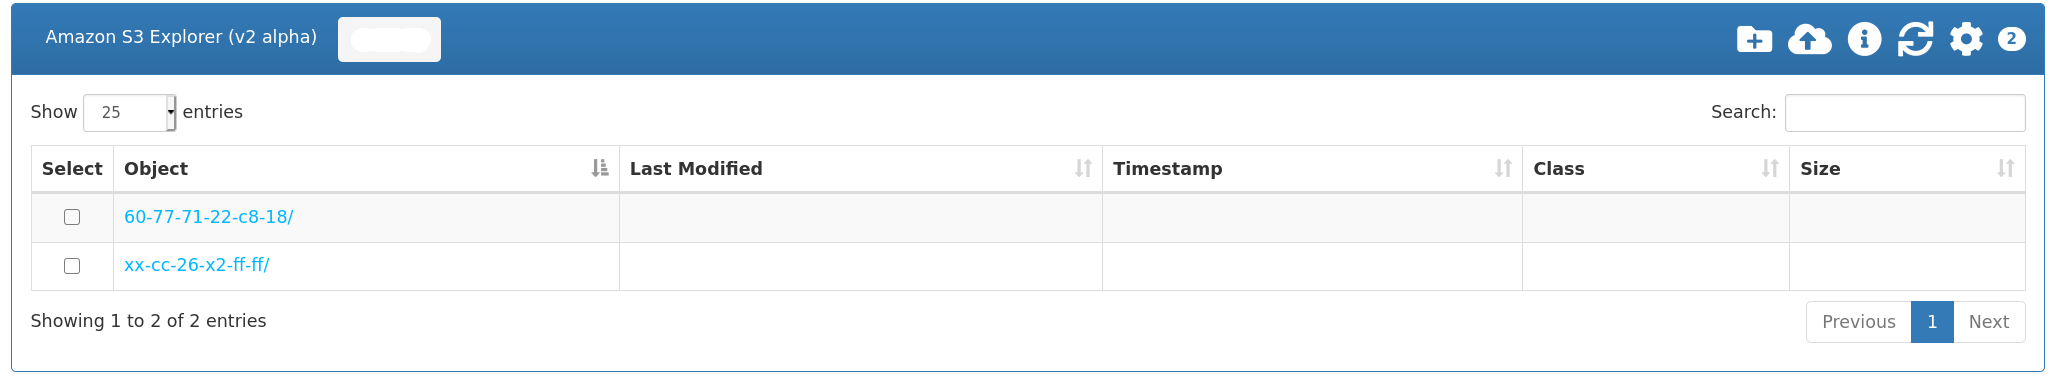 Amazon S3 Explorer (v2 alpha) 2
Show 25 entries Search:
Select Object Last Modified Timestamp Class Size
60-77-71-22-c8-18/
xx-cc-26-x2-ff-ff/
Showing 1 to 2 of 2 entries Previous 1 Next